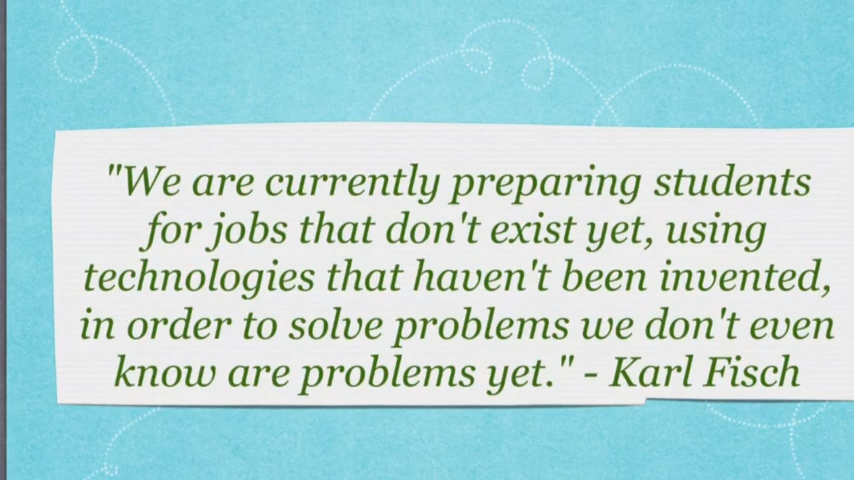 "We are currently preparing students
for jobs that don't exist yet, using
technologies that haven't been invented,
in order to solve problems we don't even
know are problems yet." - Karl Fisch